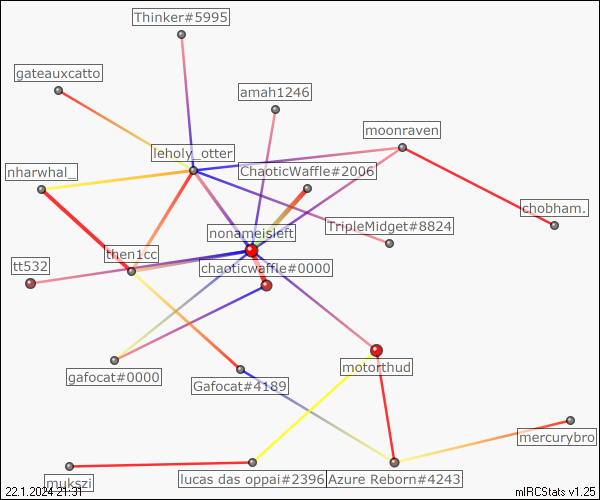 Thinker#5995
gateauxcatto
amah1246
moonraven
leholy_otter
nharwhal_
ChaoticWaffle#2006
chobham.
TripleMidget#8824
nonameisleft
then1cc
tt532
chaoticwaffle#0000
motorthud
gafocat#0000
Gafocat#4189
mercurybro
mukszi
lucas das oppai#2396
Azure Reborn#4243
22.1.2024 21:31
mIRCStats v1.25